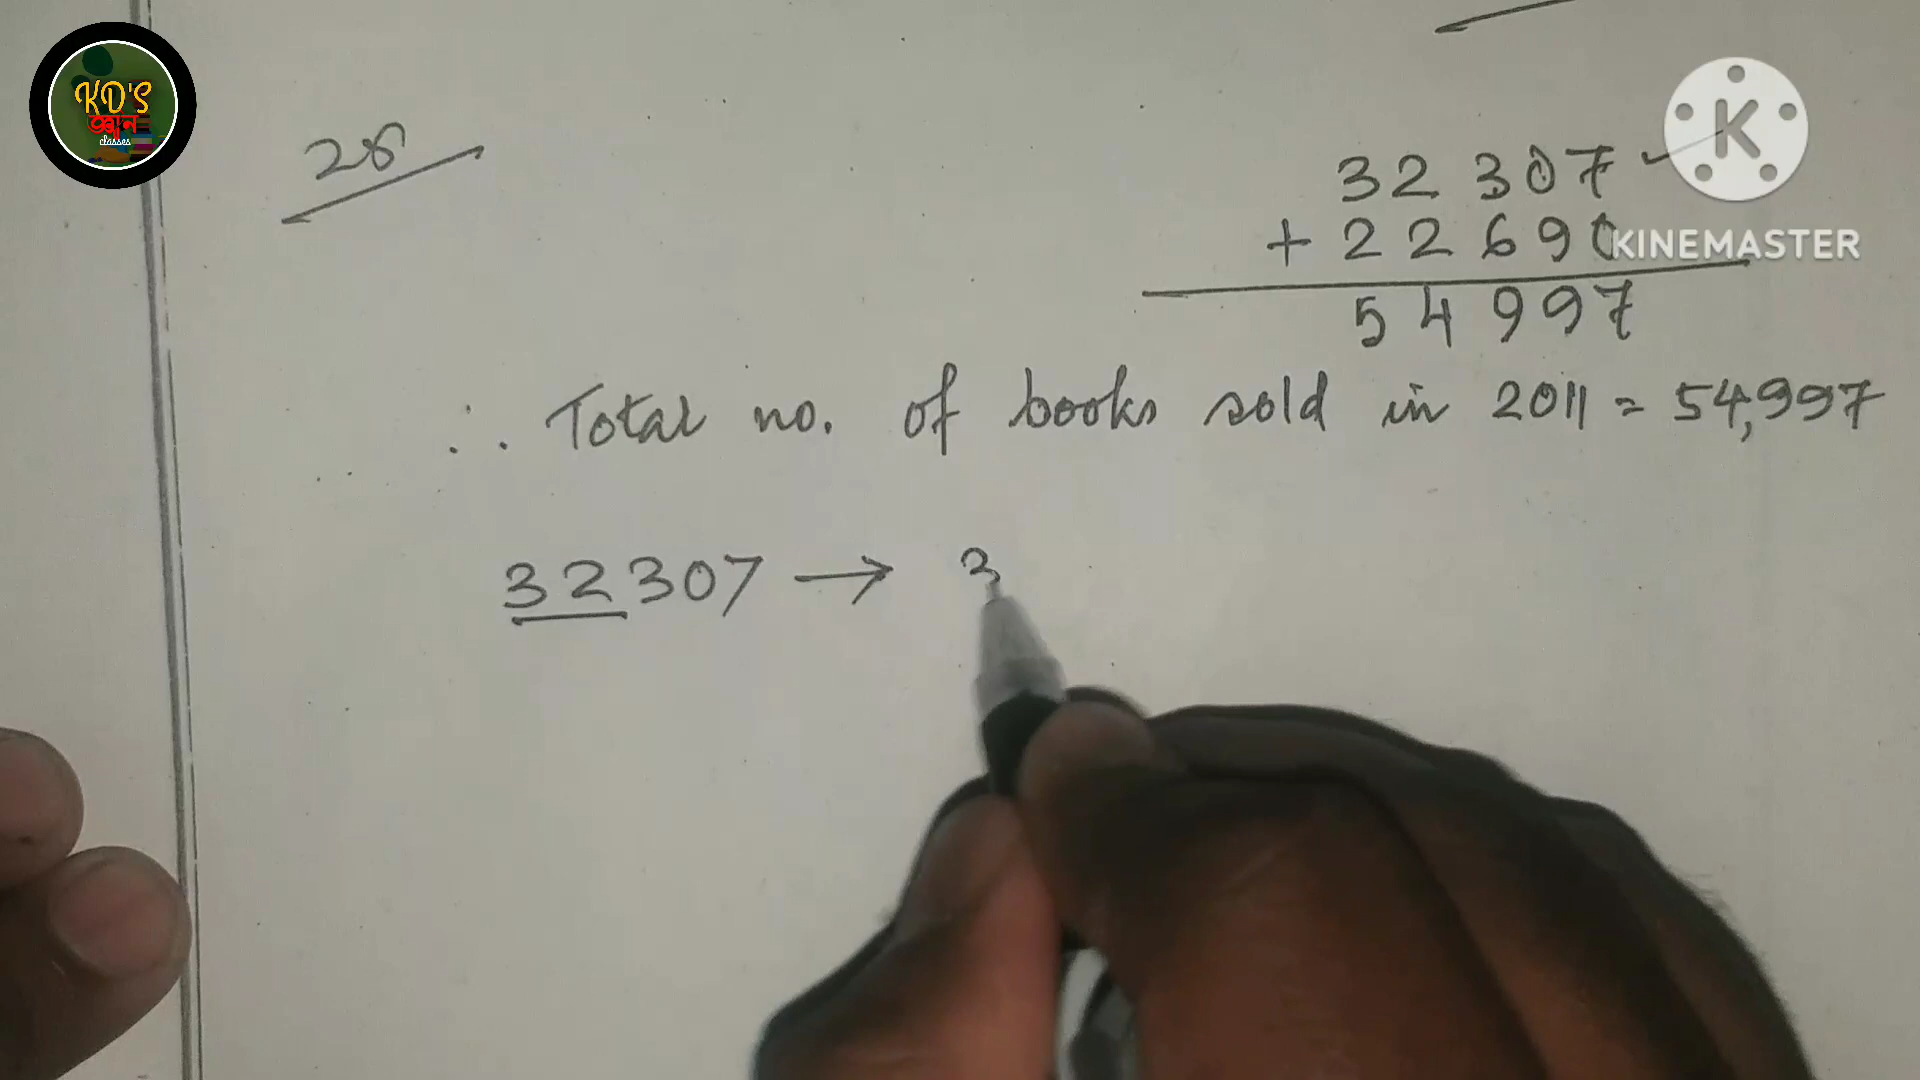 KD'S
জ্ঞান
classes
28
32307
+ 22690
54997
∴ Total no. of books sold in 2011 = 54,997
32307 → 3
K
KINEMASTER